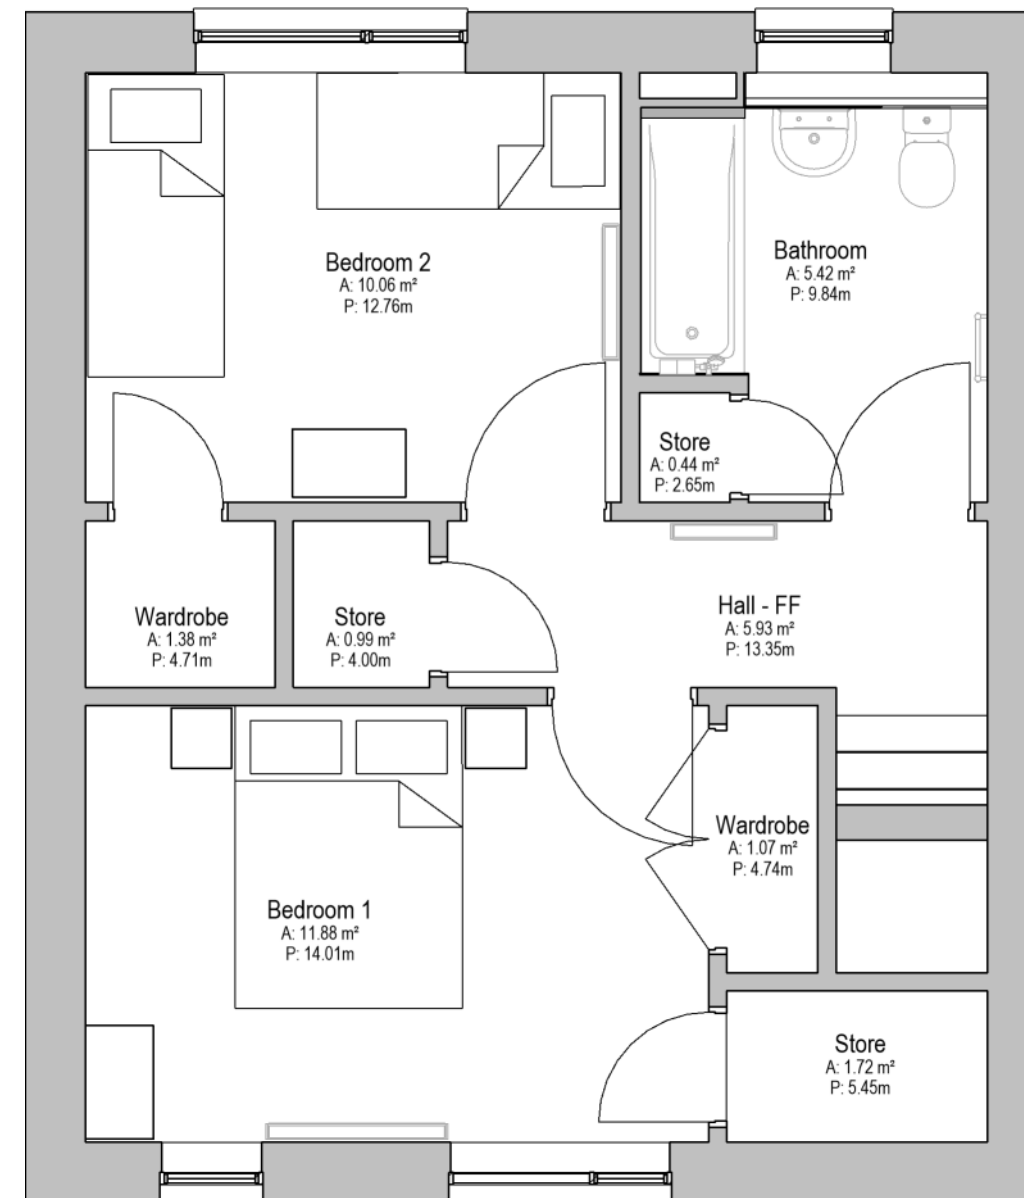 Bedroom 2
A: 10.06 m²
P: 12.76m
Bathroom
A: 5.42 m²
P: 9.84m
Store
A: 0.44 m²
P: 2.65m
Wardrobe
A: 1.38 m²
P: 4.71m
Store
A: 0.99 m²
P: 4.00m
Hall - FF
A: 5.93 m²
P: 13.35m
Wardrobe
A: 1.07 m²
P: 4.74m
Bedroom 1
A: 11.88 m²
P: 14.01m
Store
A: 1.72 m²
P: 5.45m